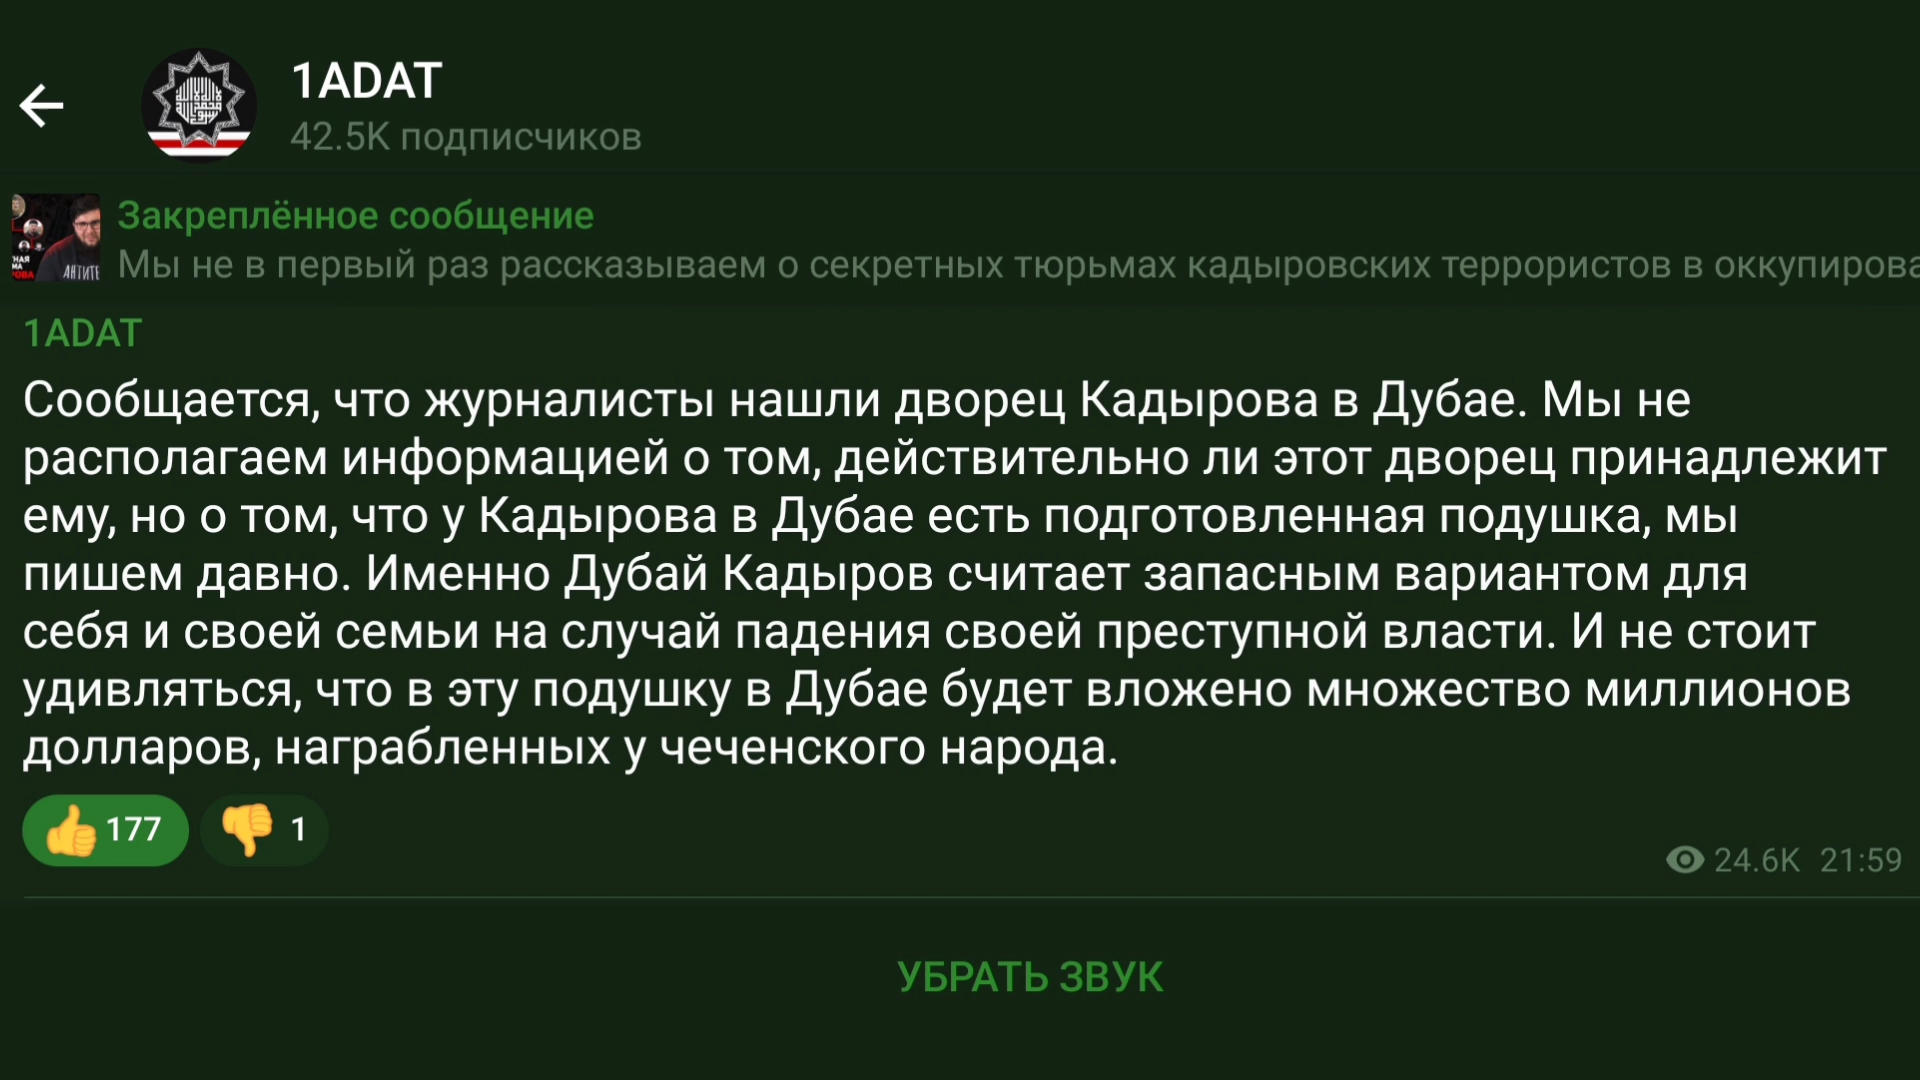 1ADAT
42.5K подписчиков
Закреплённое сообщение
Мы не в первый раз рассказываем о секретных тюрьмах кадыровских террористов в
АНТИТЕ
1ADAT
Сообщается, что журналисты нашли дворец Кадырова в Дубае. Мы не
располагаем информацией о том, действительно ли этот дворец принадлежит
ему, но о том, что у Кадырова в Дубае есть подготовленная подушка, мы
пишем давно. Именно Дубай Кадыров считает запасным вариантом для
себя и своей семьи на случай падения своей преступной власти. И не стоит
удивляться, что в эту подушку в Дубае будет вложено множество миллионов
долларов, награбленных у чеченского народа.
177 1
24.6K 21:59
УБРАТЬ ЗВУК